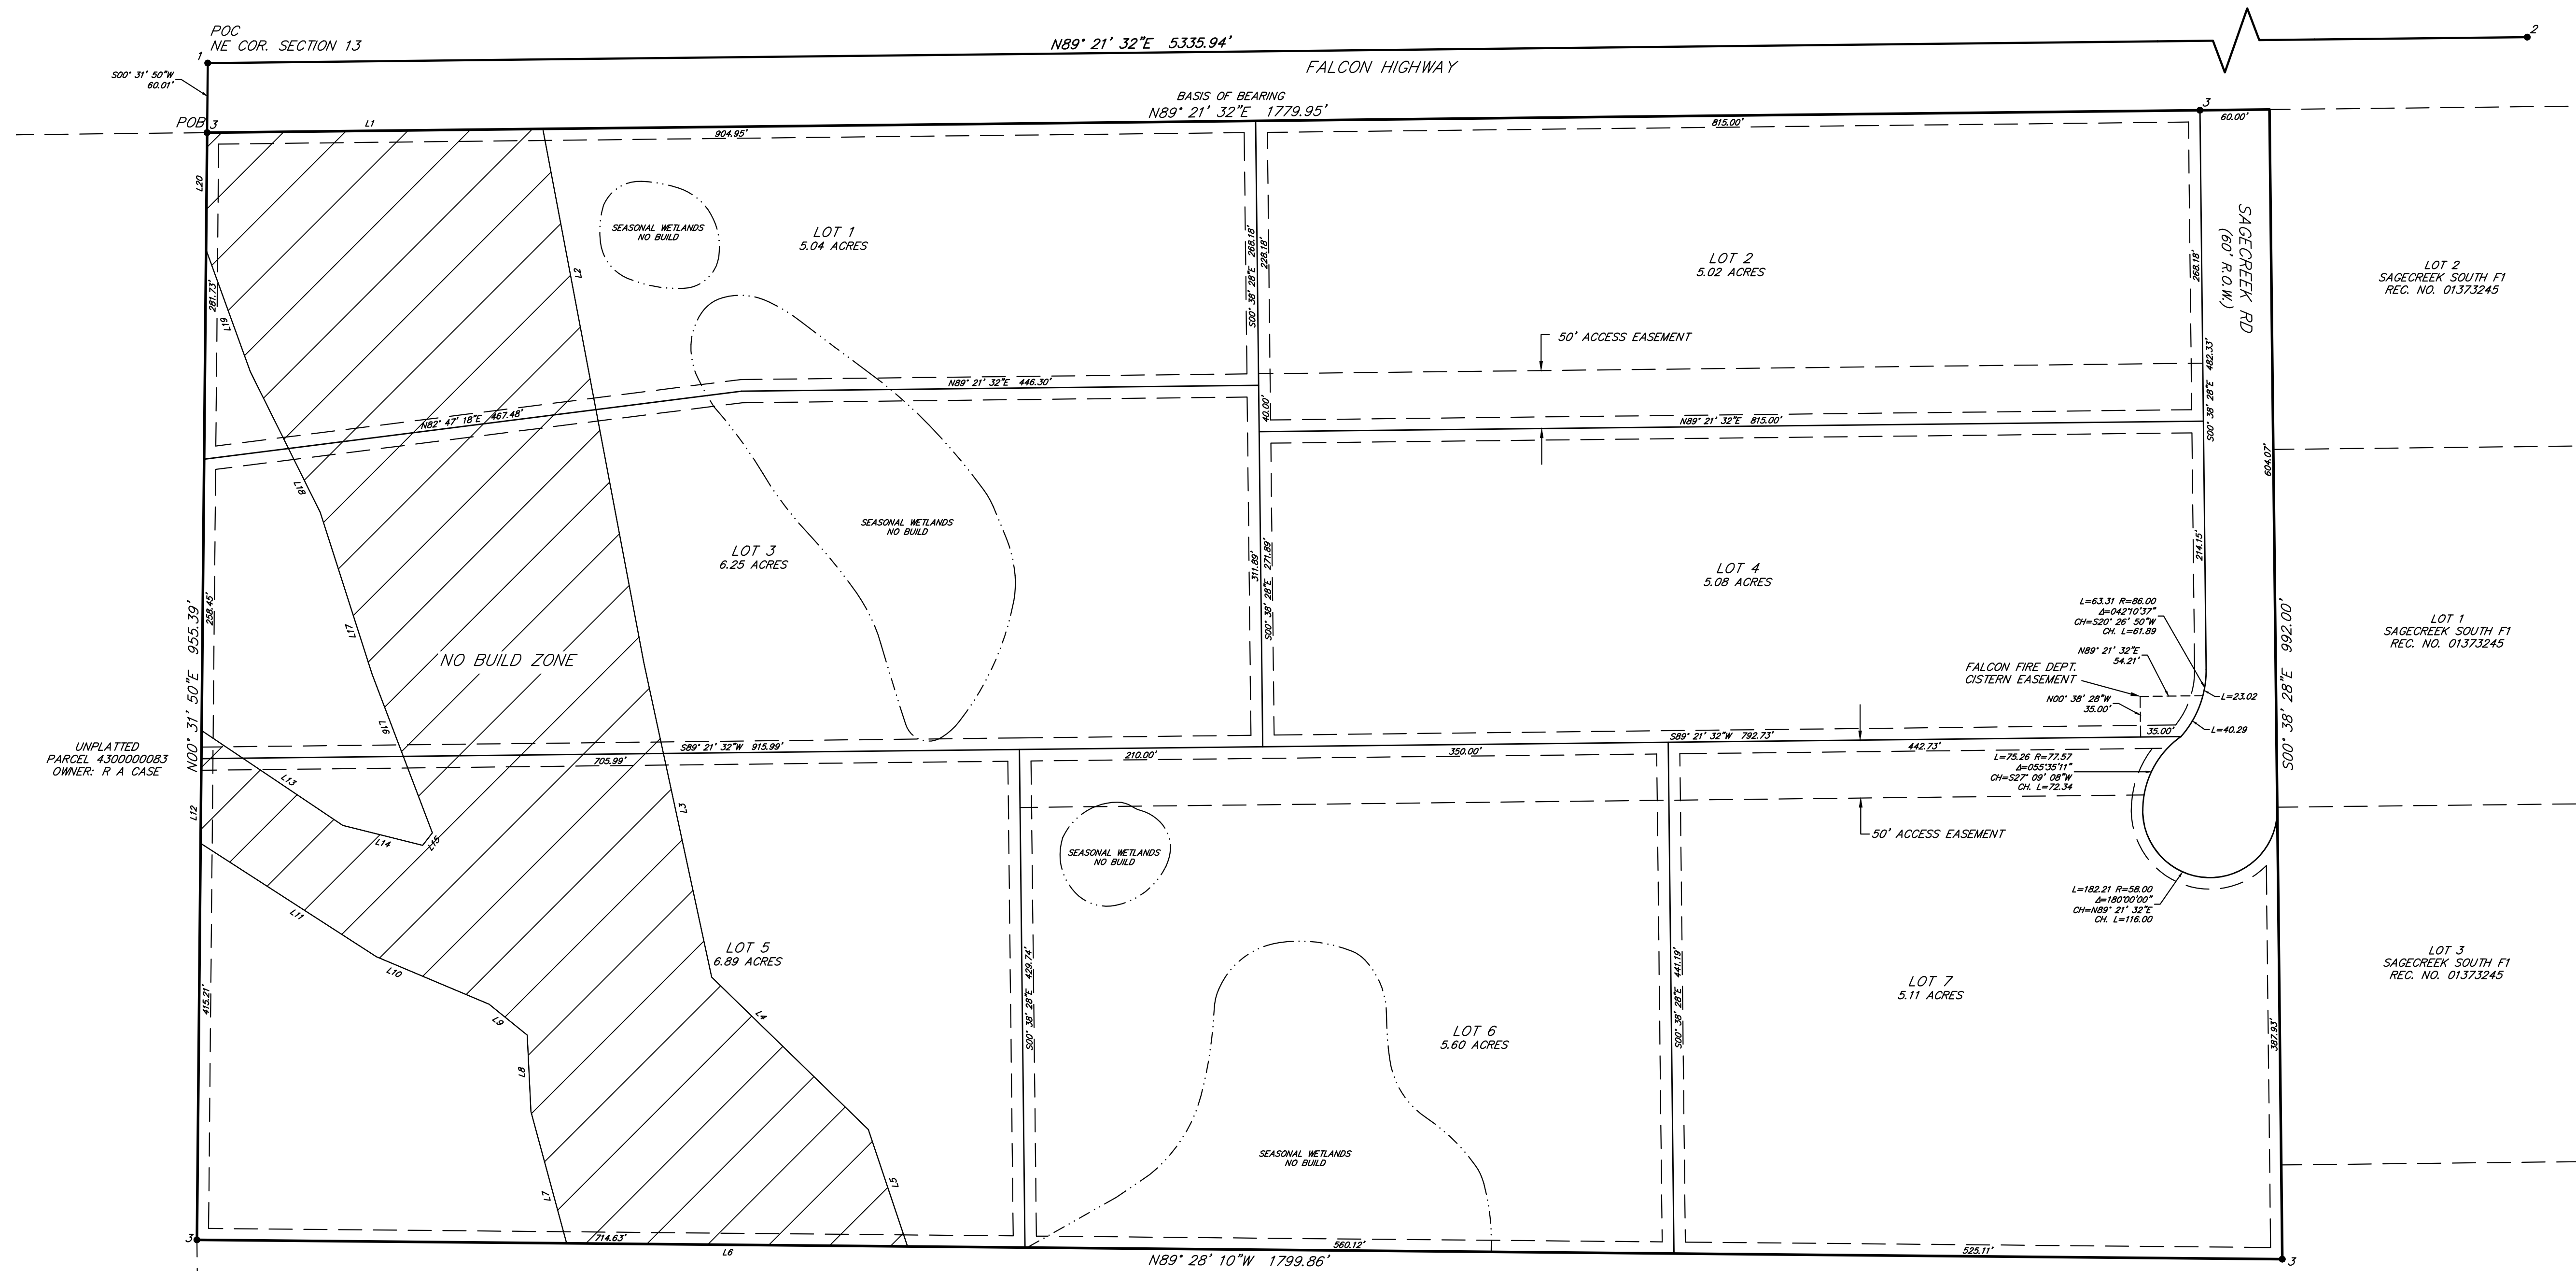 POC
NE COR. SECTION 13
1
N89° 21' 32"E 5335.94'
2
S00° 31' 50"W
60.01'
FALCON HIGHWAY
BASIS OF BEARING
N89° 21' 32"E 1779.95'
POB
3
L1
904.95'
815.00'
3
60.00'
L20
281.73'
L19
L2
SEASONAL WETLANDS
NO BUILD
LOT 1
5.04 ACRES
S00° 38' 28"E 268.18'
228.18'
40.00'
LOT 2
5.02 ACRES
268.18'
SAGECREEK RD
(60' R.O.W.)
LOT 2
SAGECREEK SOUTH F1
REC. NO. 01373245
50' ACCESS EASEMENT
S00° 38' 28"E 482.33'
N82° 47' 18"E 467.48'
N89° 21' 32"E 446.30'
N89° 21' 32"E 815.00'
604.07'
L18
SEASONAL WETLANDS
NO BUILD
LOT 3
6.25 ACRES
311.89'
S00° 38' 28"E 271.89'
LOT 4
5.08 ACRES
214.15'
258.45'
L17
NO BUILD ZONE
L16
L=63.31 R=86.00
Δ=042°10'37"
CH=S20° 26' 50"W
CH. L=61.89
N89° 21' 32"E
54.21'
FALCON FIRE DEPT.
CISTERN EASEMENT
N00° 38' 28"W
35.00'
L=23.02
L=40.29
35.00'
LOT 1
SAGECREEK SOUTH F1
REC. NO. 01373245
S00° 38' 28"E 992.00'
N00° 31' 50"E 955.39'
UNPLATTED
PARCEL 4300000083
OWNER: R A CASE
S89° 21' 32"W 915.99'
705.99'
210.00'
350.00'
S89° 21' 32"W 792.73'
442.73'
L=75.26 R=77.57
Δ=055°35'11"
CH=S27° 09' 08"W
CH. L=72.34
L12
L13
L14
L15
L3
SEASONAL WETLANDS
NO BUILD
50' ACCESS EASEMENT
L=182.21 R=58.00
Δ=180°00'00"
CH=N89° 21' 32"E
CH. L=116.00
L11
L10
L9
L8
L7
LOT 5
6.89 ACRES
L4
L5
415.21'
S00° 38' 28"E 429.74'
LOT 6
5.60 ACRES
S00° 38' 28"E 441.19'
LOT 7
5.11 ACRES
LOT 3
SAGECREEK SOUTH F1
REC. NO. 01373245
387.93'
SEASONAL WETLANDS
NO BUILD
3
714.63'
L6
560.12'
525.11'
N89° 28' 10"W 1799.86'
3